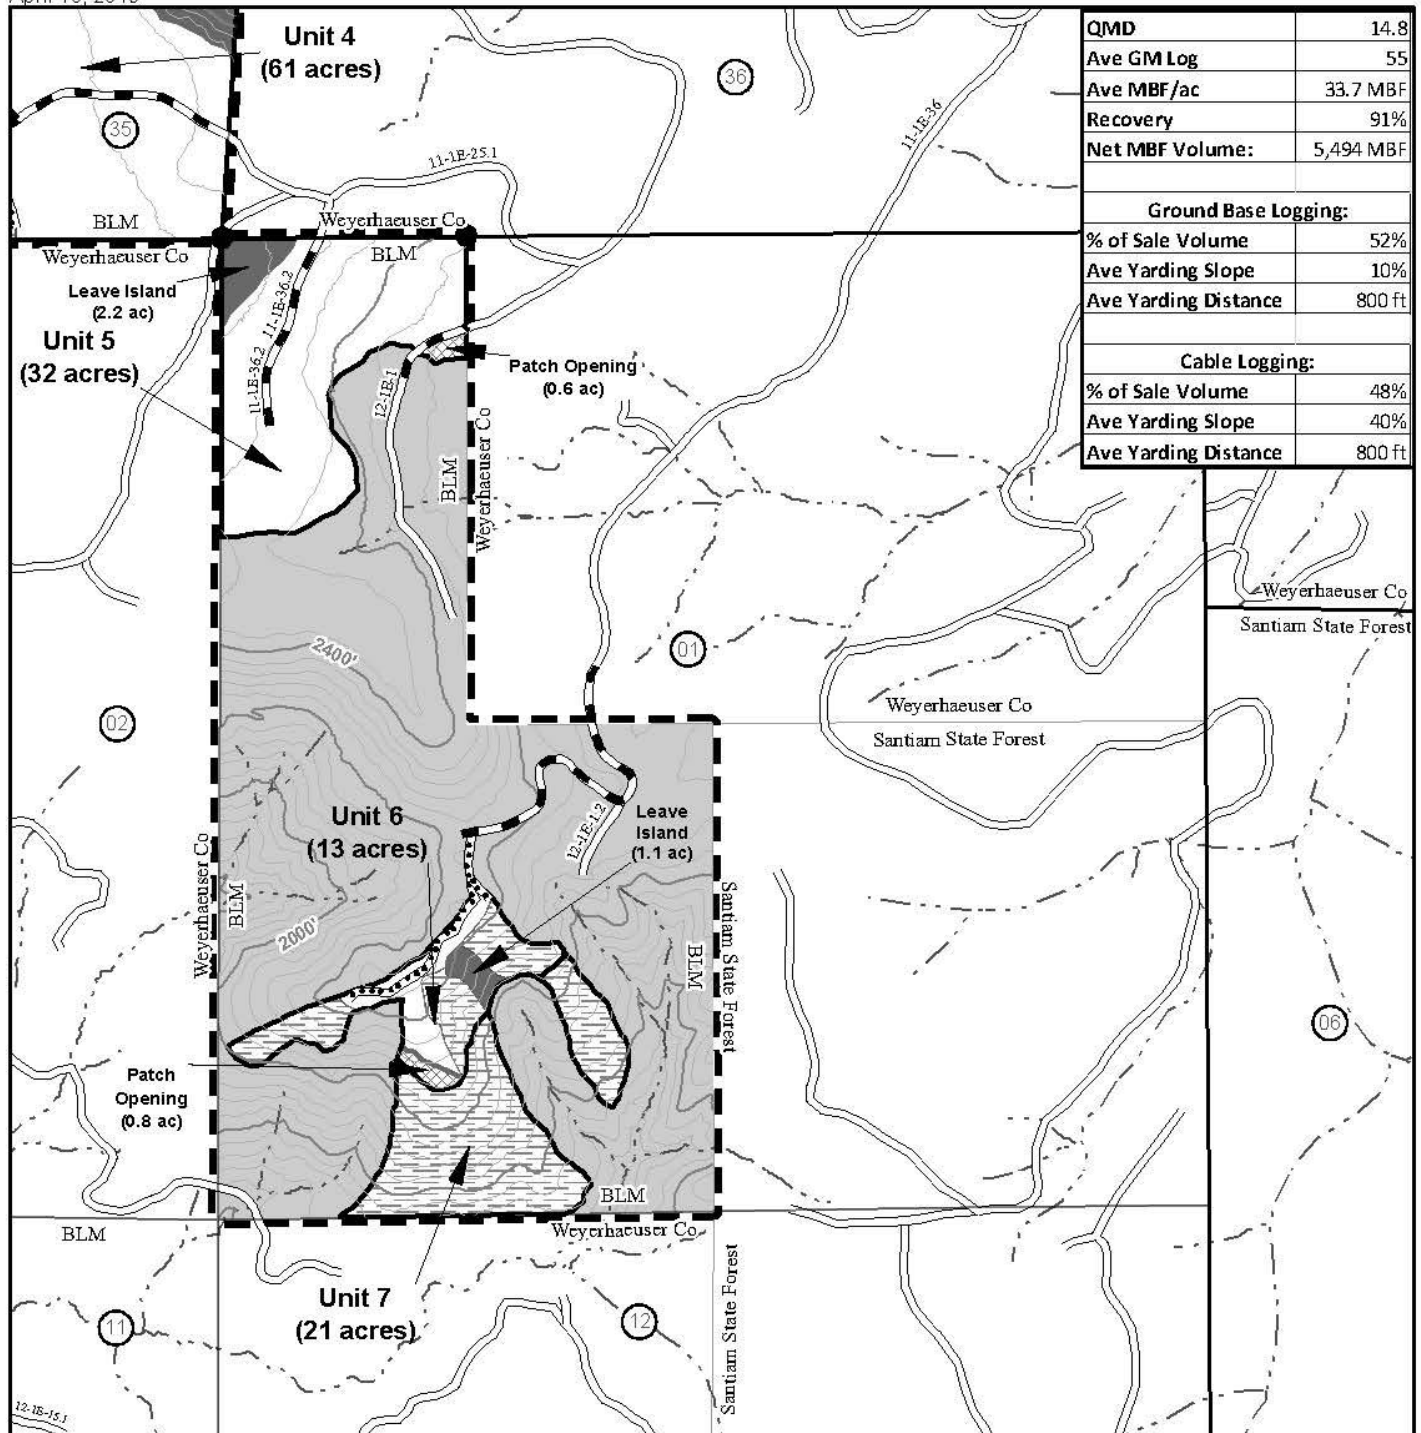 Unit 4
(61 acres)
36
35
11-1E-25.1
11-1E-36
QMD 14.8
Ave GM Log 55
Ave MBF/ac 33.7 MBF
Recovery 91%
Net MBF Volume: 5,494 MBF
Ground Base Logging:
% of Sale Volume 52%
Ave Yarding Slope 10%
Ave Yarding Distance 800 ft
Cable Logging:
% of Sale Volume 48%
Ave Yarding Slope 40%
Ave Yarding Distance 800 ft
BLM
Weyerhaeuser Co
Weyerhaeuser Co
BLM
Leave Island
(2.2 ac)
11-1E-36.2
11-1E-36.2
Unit 5
(32 acres)
12-1E-1
Patch Opening
(0.6 ac)
BLM
Weyerhaeuser Co
Weyerhaeuser Co
Santiam State Forest
2400'
01
02
Weyerhaeuser Co
Santiam State Forest
Unit 6
(13 acres)
12-1E-1.2
Leave
Island
(1.1 ac)
Weyerhaeuser Co
BLM
2000'
BLM
Santiam State Forest
06
Patch
Opening
(0.8 ac)
BLM
BLM
Weyerhaeuser Co
Unit 7
(21 acres)
11
12
Santiam State Forest
12-1E-15.1